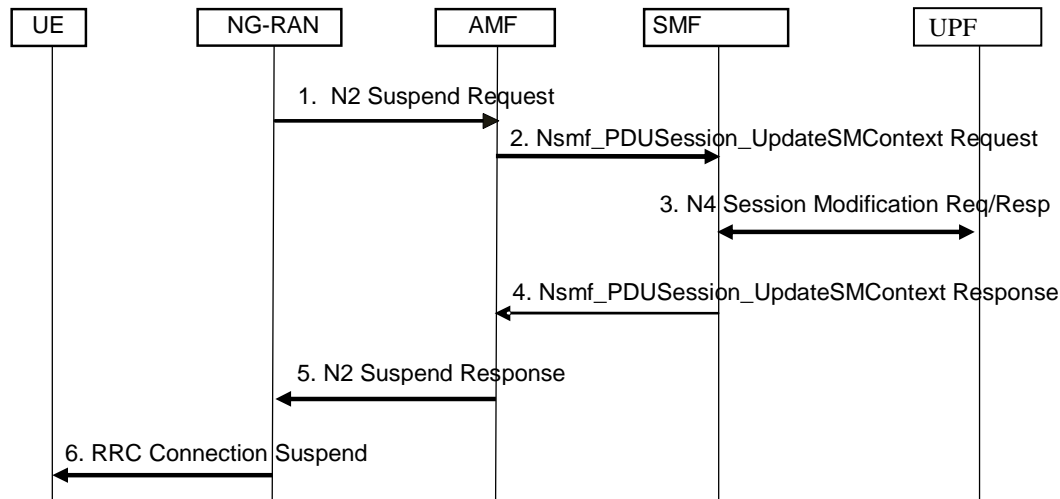 UE
NG-RAN
AMF
SMF
UPF
1. N2 Suspend Request
2. Nsmf_PDUSession_UpdateSMContext Request
3. N4 Session Modification Req/Resp
4. Nsmf_PDUSession_UpdateSMContext Response
5. N2 Suspend Response
6. RRC Connection Suspend